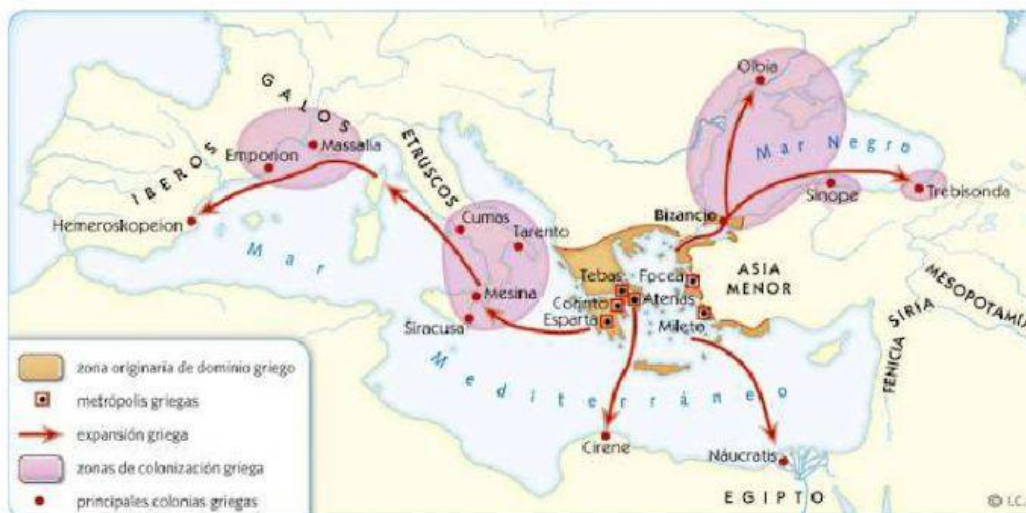 Olbia
GALOS
Massalia
Emporion
IBEROS
ETRUSCOS
Mar Negro
Sinope
Trebisonda
Bizancio
Hemeroskopeion
Cumas
Tarento
Mar
Mesina
Siracusa
Tebas
Focea
Corinto
Atenas
Esparta
Mileto
ASIA
MENOR
MESOPOTAMIA
SIRIA
FENICIA
Mediterráneo
Cirene
Náucratis
EGIPTO
zona originaria de dominio griego
metrópolis griegas
expansión griega
zonas de colonización griega
principales colonias griegas